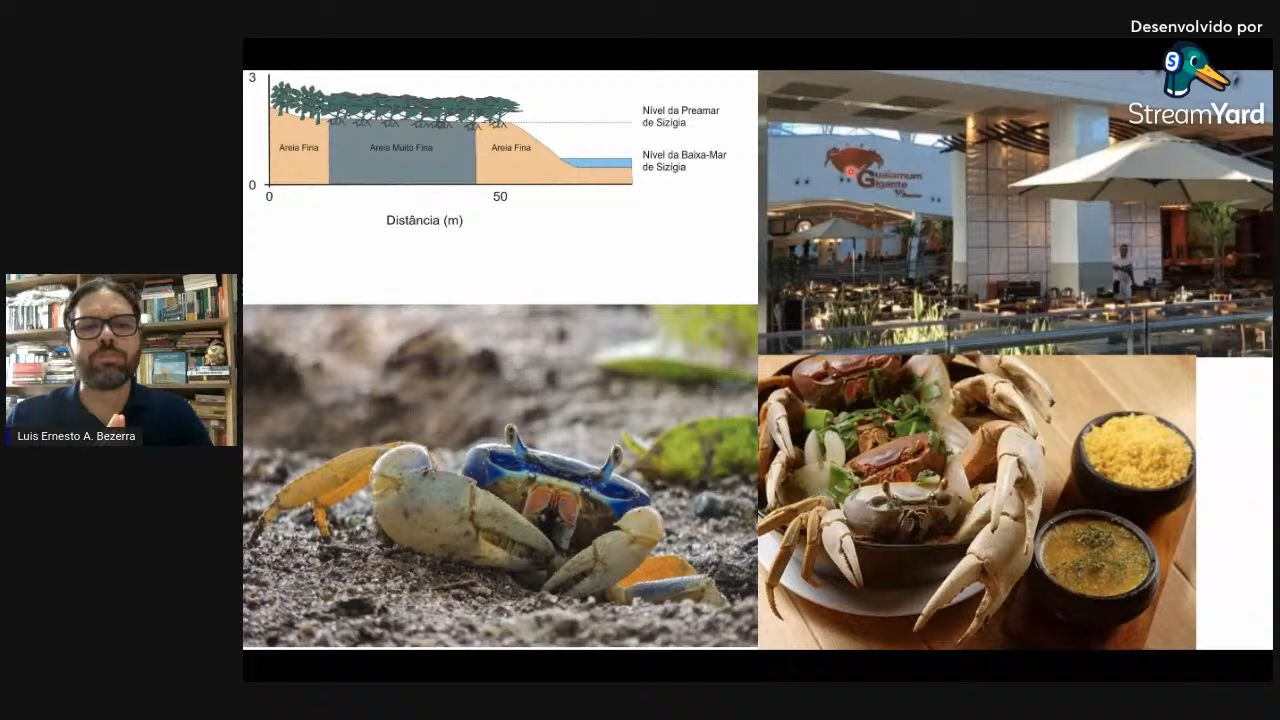 Desenvolvido por
StreamYard
3
Nível da Preamar
de Sizígia
Areia Fina
Areia Muito Fina
Areia Fina
Nível da Baixa-Mar
de Sizígia
0
0
50
Distância (m)
Guaiamum
Gigante
Luis Ernesto A. Bezerra